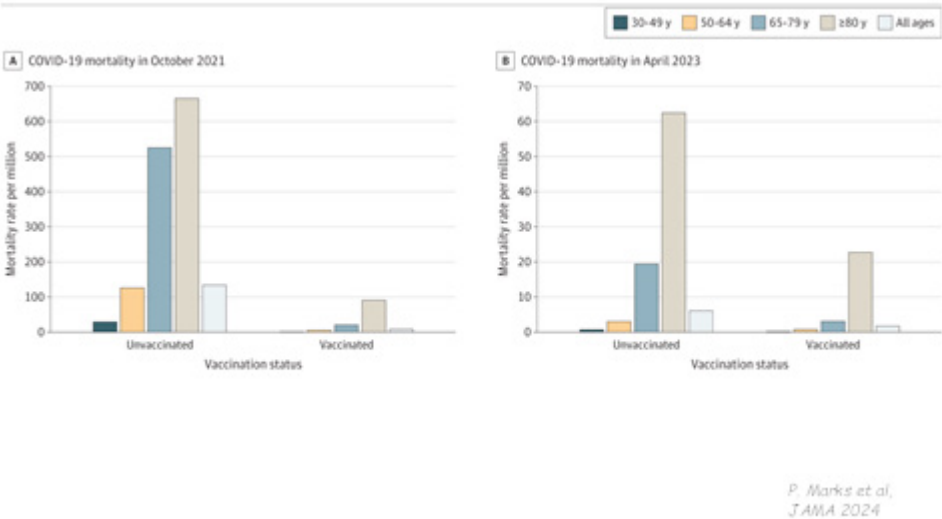 30-49 y 50-64 y 65-79 y ≥80 y All ages
A COVID-19 mortality in October 2021
700
600
500
400
300
200
100
0
Mortality rate per million
Unvaccinated Vaccinated
Vaccination status
B COVID-19 mortality in April 2023
70
60
50
40
30
20
10
0
Mortality rate per million
Unvaccinated Vaccinated
Vaccination status
P. Marks et al,
JAMA 2024